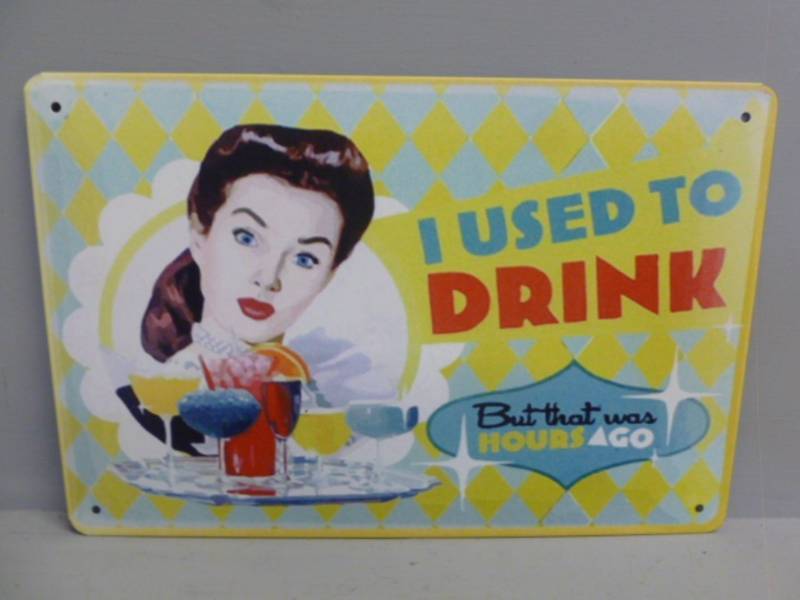 I USED TO
DRINK
But that was
HOURS AGO